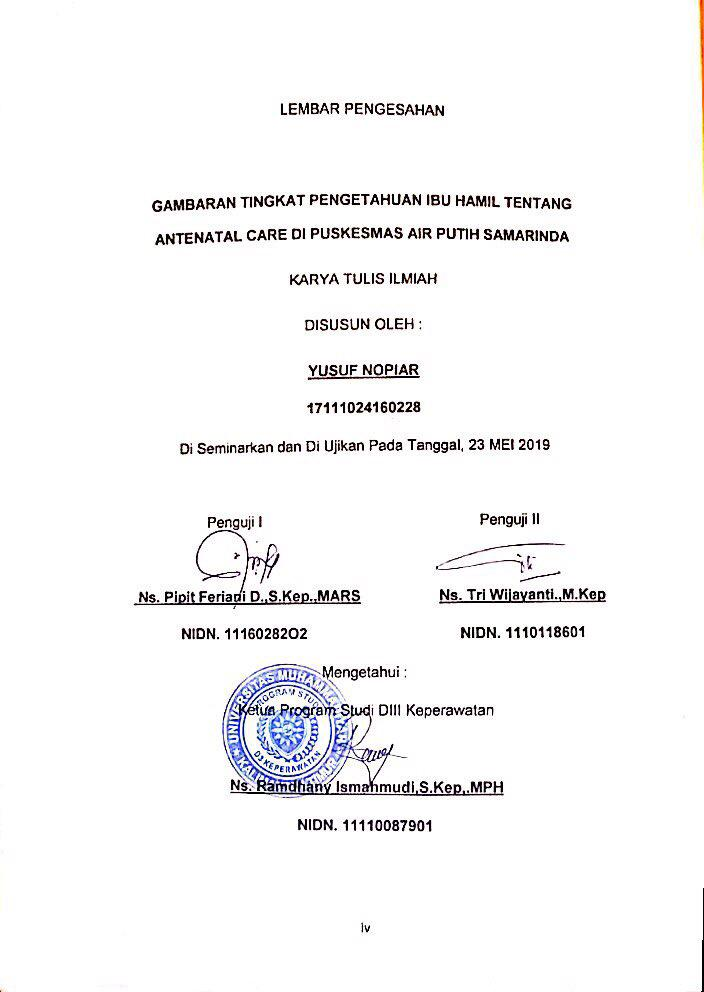 LEMBAR PENGESAHAN
GAMBARAN TINGKAT PENGETAHUAN IBU HAMIL TENTANG
ANTENATAL CARE DI PUSKESMAS AIR PUTIH SAMARINDA
KARYA TULIS ILMIAH
DISUSUN OLEH :
YUSUF NOPIAR
17111024160228
Di Seminarkan dan Di Ujikan Pada Tanggal, 23 MEI 2019
Penguji I
Penguji II
Ns. Pipit Feriani D.,S.Kep.,MARS
Ns. Tri Wijayanti.,M.Kep
NIDN. 11160282O2
NIDN. 1110118601
Mengetahui :
Ketua Program Studi DIII Keperawatan
UNIVERSITAS MUHAMMADIYAH
PROGRAM STUDI
D3 KEPERAWATAN
KALIMANTAN TIMUR
Ns. Ramdhany Ismahmudi,S.Kep,.MPH
NIDN. 11110087901
iv